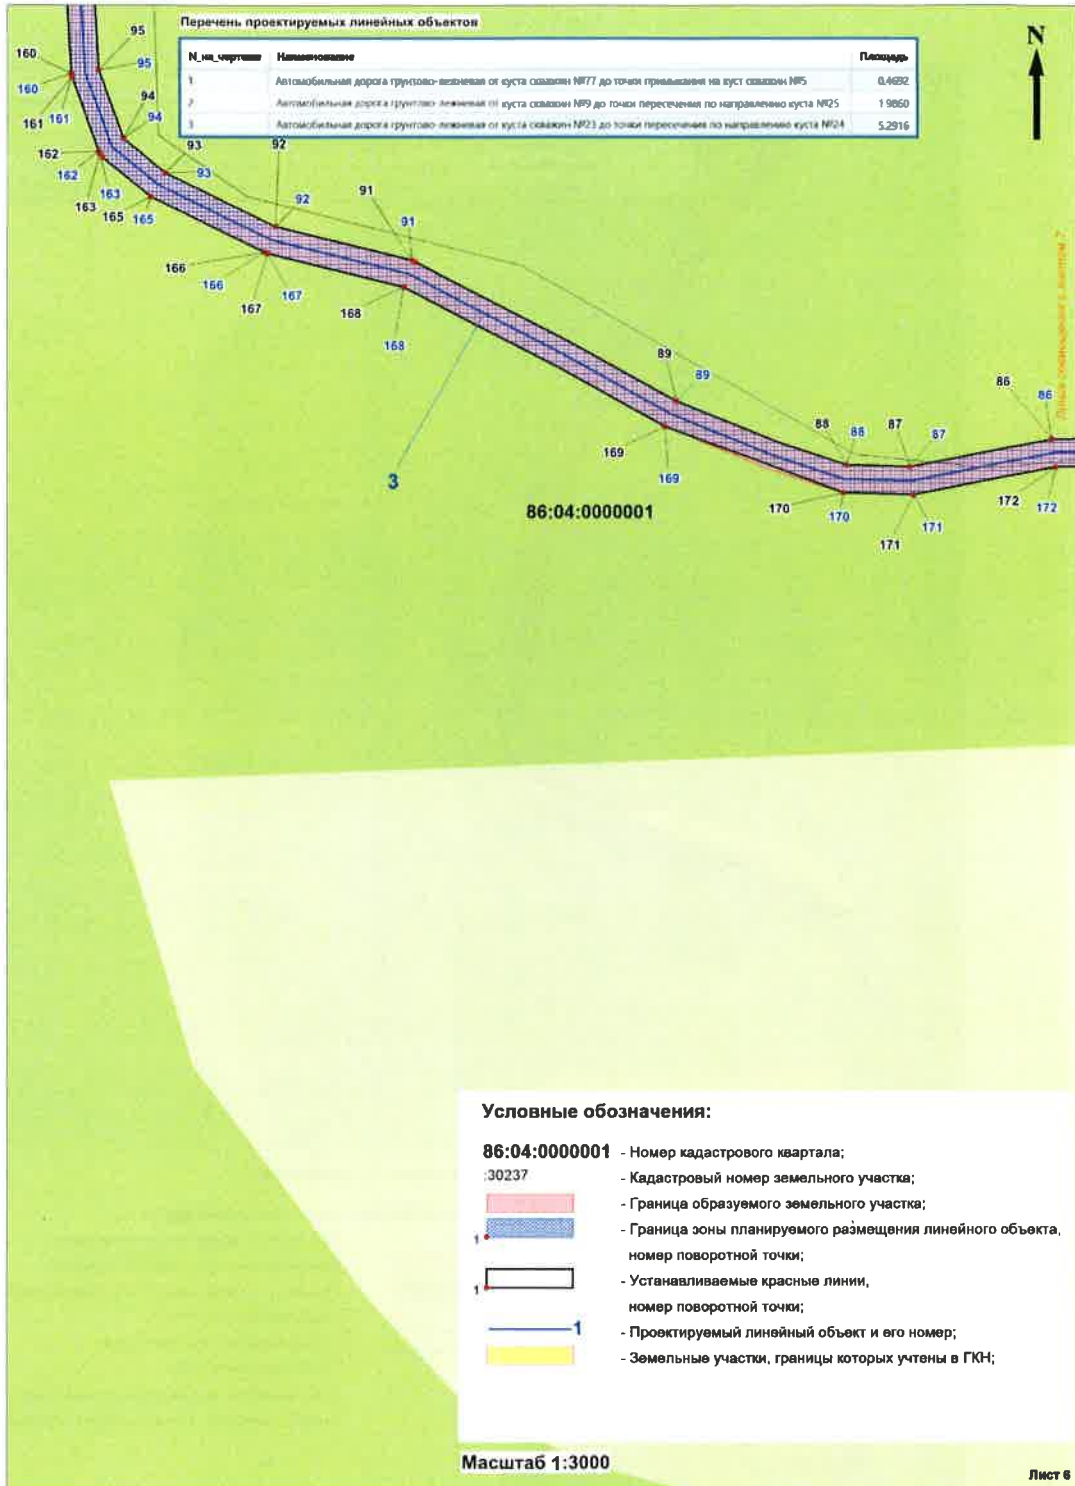 Перечень проектируемых линейных объектов
N_на_чертеже Наименование Площадь
1 Автомобильная дорога грунтово-лежневая от куста скважин №77 до точки примыкания на куст скважин №5 0.4692
2 Автомобильная дорога грунтово-лежневая от куста скважин №9 до точки пересечения по направлению куста №25 1.9860
3 Автомобильная дорога грунтово-лежневая от куста скважин №23 до точки пересечения по направлению куста №24 5.2916
N
95
160
95
160
94
161
161
94
93
92
162
93
162
163
91
163
165
165
92
91
166
166
167
167
168
168
Линия совмещения с листом 7
89
89
86
86
88
87
88
87
169
169
3
172
172
170
170
171
171
86:04:0000001
Условные обозначения:
86:04:0000001 - Номер кадастрового квартала;
:30237 - Кадастровый номер земельного участка;
- Граница образуемого земельного участка;
1 - Граница зоны планируемого размещения линейного объекта,
номер поворотной точки;
1 - Устанавливаемые красные линии,
номер поворотной точки;
1 - Проектируемый линейный объект и его номер;
- Земельные участки, границы которых учтены в ГКН;
Масштаб 1:3000
Лист 6